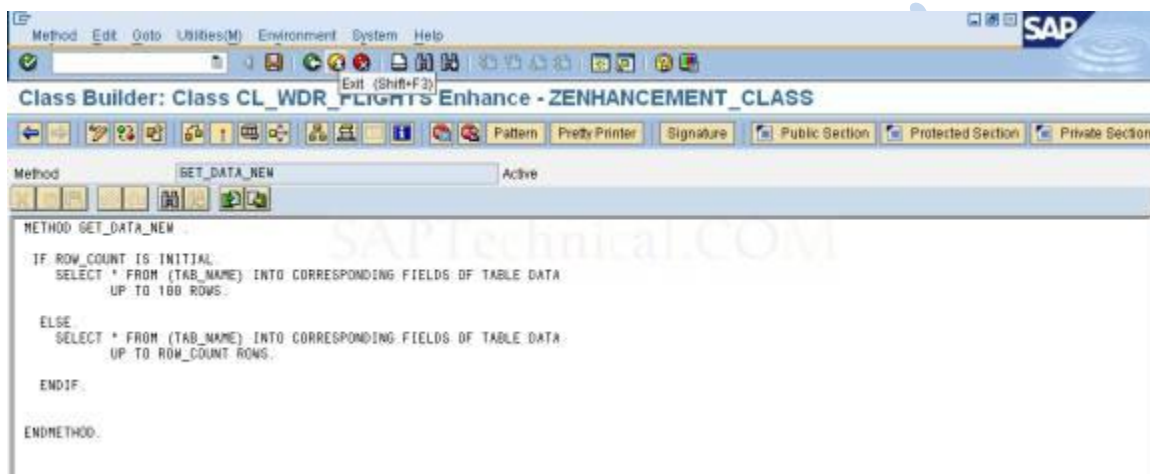 Method Edit Goto Utilities(M) Environment System Help
SAP
Exit (Shift+F3)
Class Builder: Class CL_WDR_FLIGHTS Enhance - ZENHANCEMENT_CLASS
Pattern Pretty Printer Signature Public Section Protected Section Private Section
Method GET_DATA_NEW Active
SAPTechnical.COM
METHOD GET_DATA_NEW .
IF ROW_COUNT IS INITIAL.
SELECT * FROM (TAB_NAME) INTO CORRESPONDING FIELDS OF TABLE DATA
UP TO 100 ROWS.
ELSE.
SELECT * FROM (TAB_NAME) INTO CORRESPONDING FIELDS OF TABLE DATA
UP TO ROW_COUNT ROWS.
ENDIF.
ENDMETHOD.